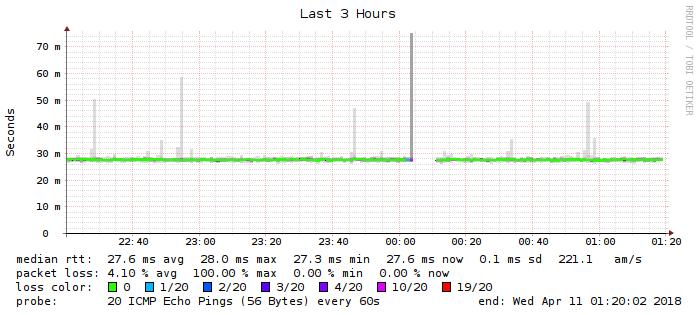 Last 3 Hours
RRDTOOL / TOBI OETIKER
Seconds
70 m
60 m
50 m
40 m
30 m
20 m
10 m
0
22:40 23:00 23:20 23:40 00:00 00:20 00:40 01:00 01:20
median rtt: 27.6 ms avg 28.0 ms max 27.3 ms min 27.6 ms now 0.1 ms sd 221.1 am/s
packet loss: 4.10 % avg 100.00 % max 0.00 % min 0.00 % now
loss color: 0 1/20 2/20 3/20 4/20 10/20 19/20
probe: 20 ICMP Echo Pings (56 Bytes) every 60s end: Wed Apr 11 01:20:02 2018